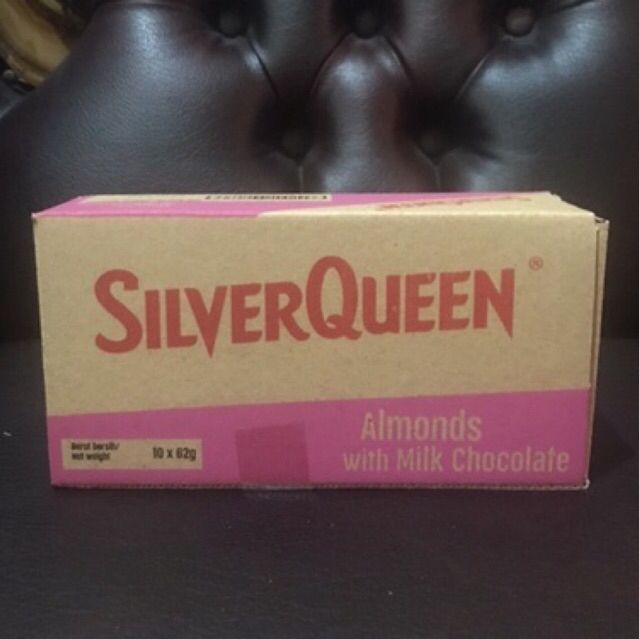 SILVERQUEEN ®
Almonds
with Milk Chocolate
Berat bersih/
net weight
10 x 62g